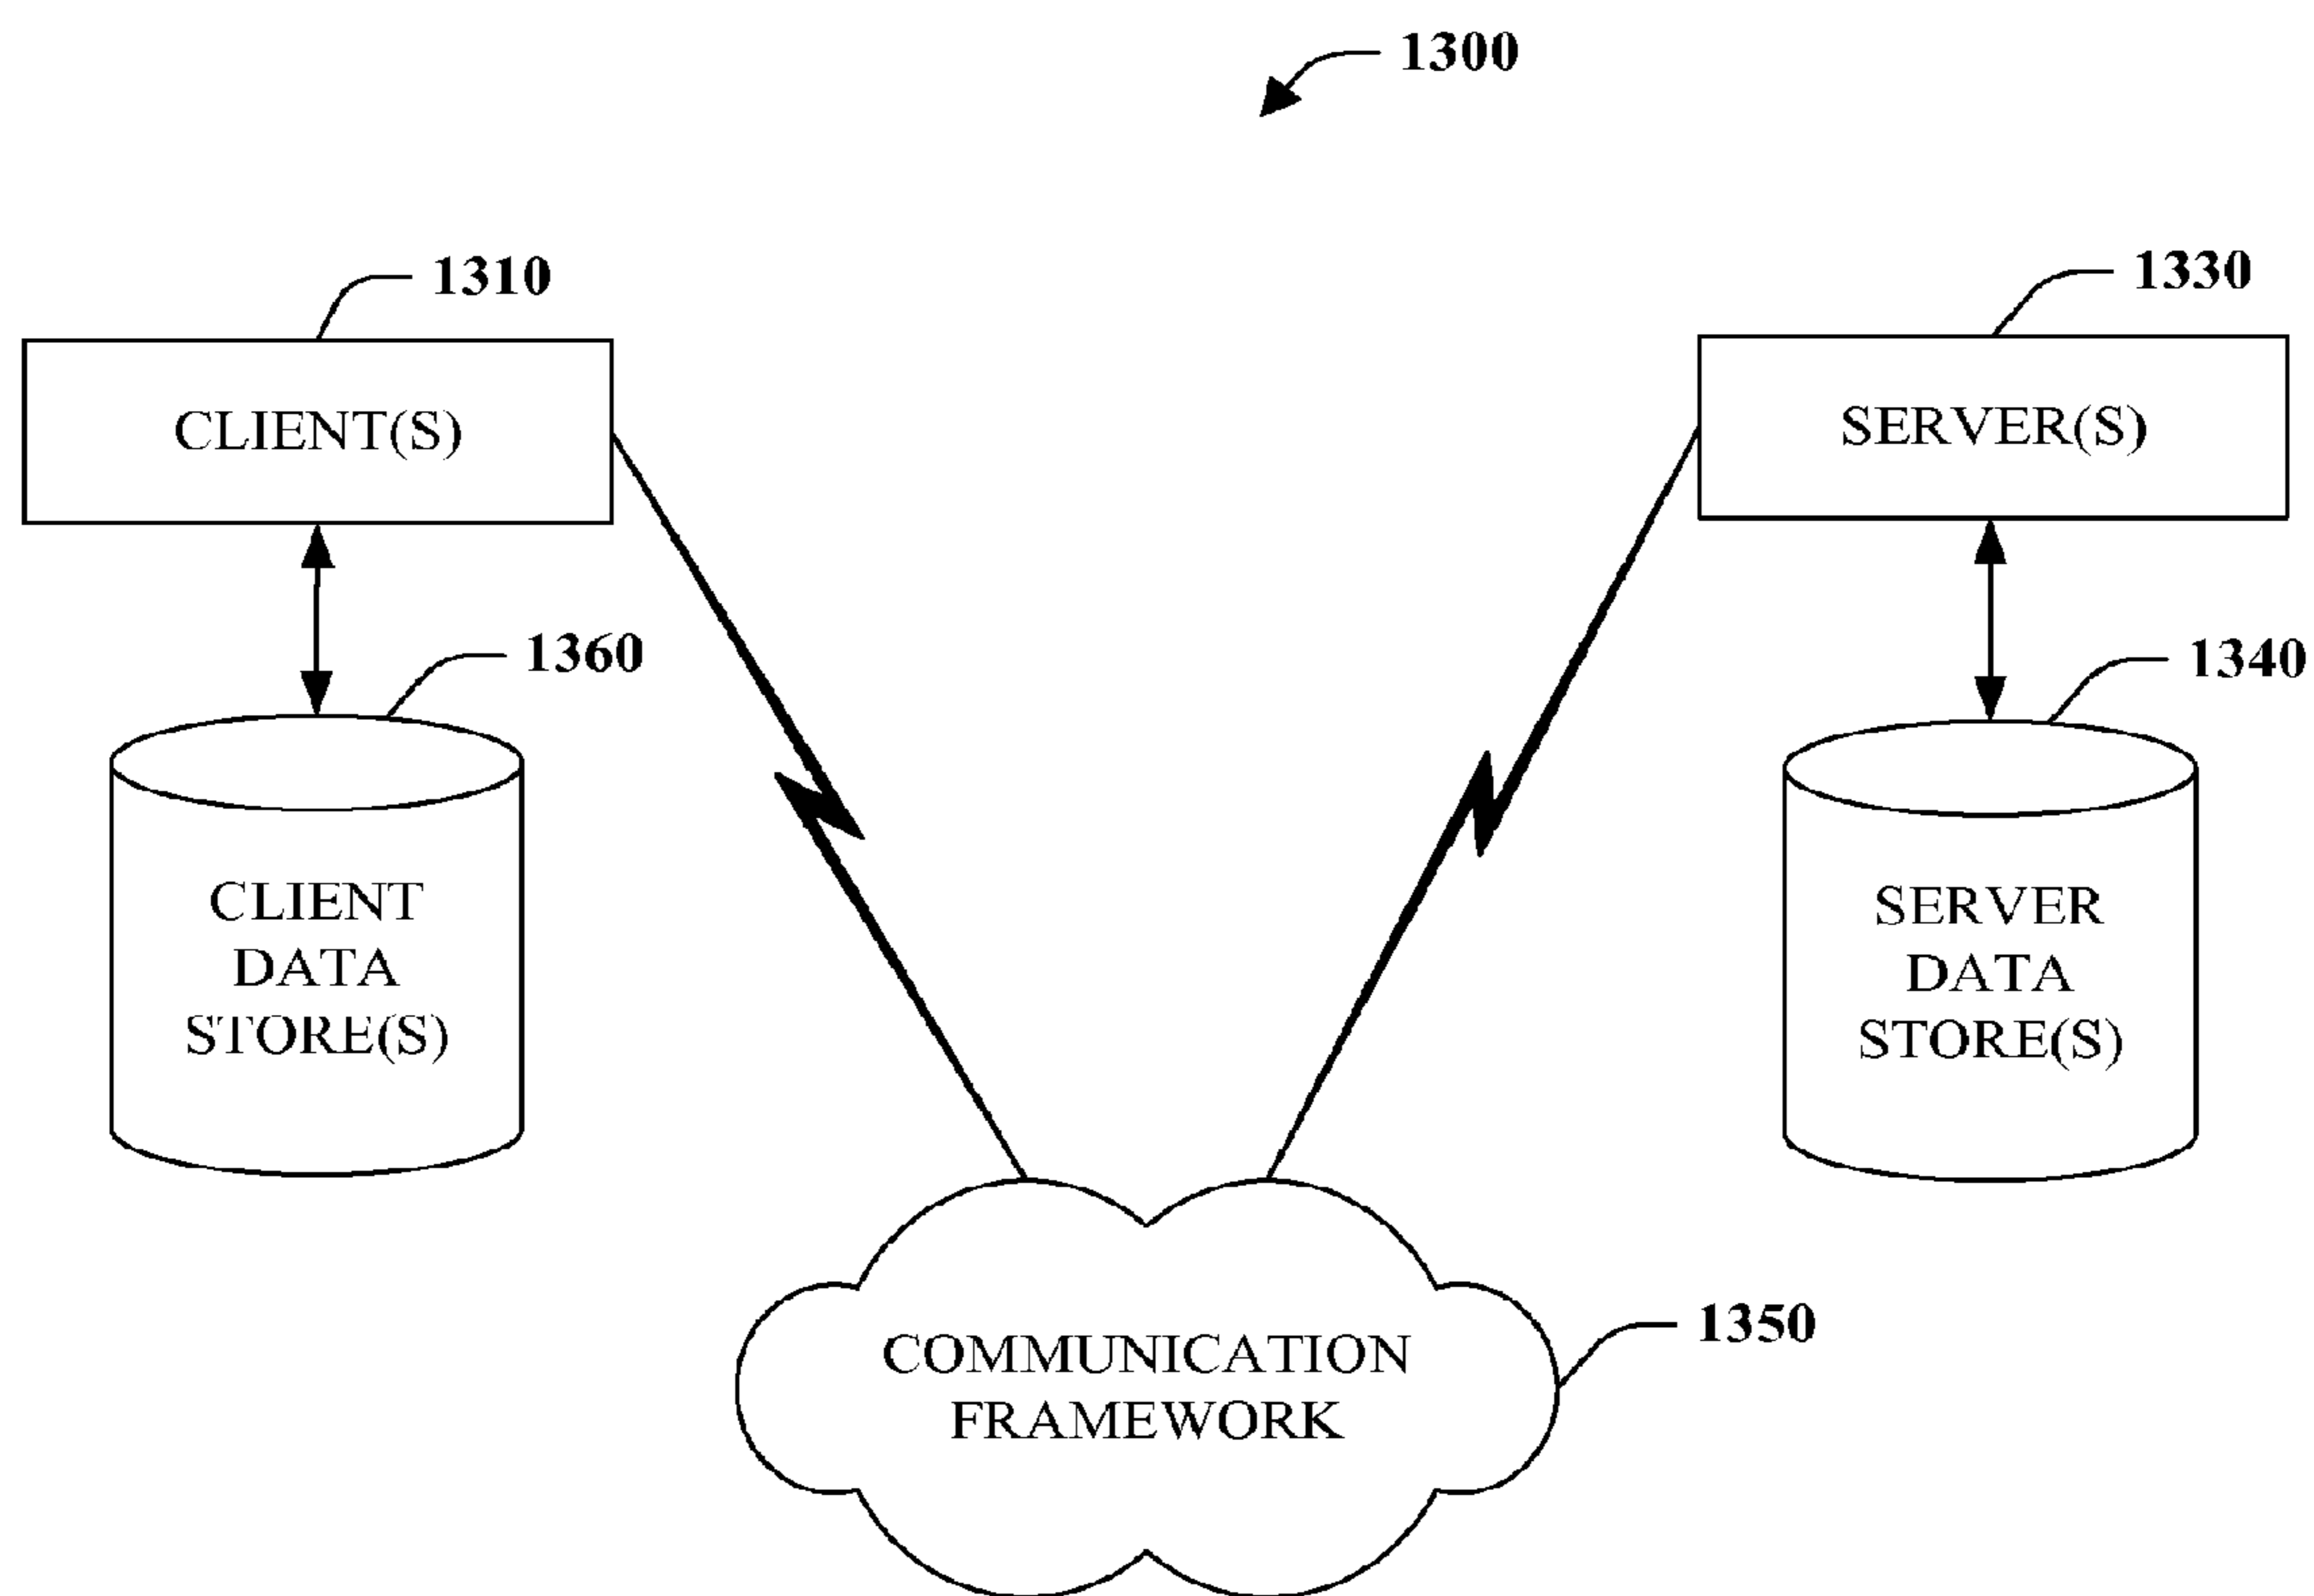 1300
1310
1330
CLIENT(S)
SERVER(S)
1360
1340
CLIENT
DATA
STORE(S)
SERVER
DATA
STORE(S)
1350
COMMUNICATION
FRAMEWORK